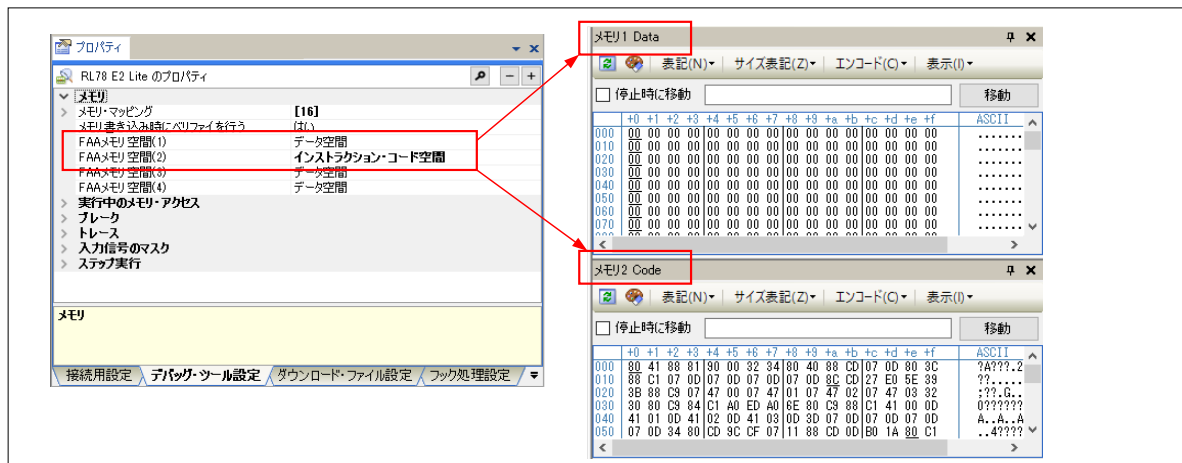 プロパティ
RL78 E2 Lite のプロパティ
メモリ
メモリ・マッピング [16]
メモリ書き込み時にベリファイを行う はい
FAAメモリ空間(1) データ空間
FAAメモリ空間(2) インストラクション・コード空間
FAAメモリ空間(3) データ空間
FAAメモリ空間(4) データ空間
実行中のメモリ・アクセス
ブレーク
トレース
入力信号のマスク
ステップ実行
メモリ
接続用設定 デバッグ・ツール設定 ダウンロード・ファイル設定 フック処理設定
メモリ1 Data
表記(N) サイズ表記(Z) エンコード(C) 表示(I)
停止時に移動 移動
+0 +1 +2 +3 +4 +5 +6 +7 +8 +9 +a +b +c +d +e +f ASCII
000 00 00 00 00 00 00 00 00 00 00 00 00 00 00 00 00 .......
010 00 00 00 00 00 00 00 00 00 00 00 00 00 00 00 00 .......
020 00 00 00 00 00 00 00 00 00 00 00 00 00 00 00 00 .......
030 00 00 00 00 00 00 00 00 00 00 00 00 00 00 00 00 .......
040 00 00 00 00 00 00 00 00 00 00 00 00 00 00 00 00 .......
050 00 00 00 00 00 00 00 00 00 00 00 00 00 00 00 00 .......
060 00 00 00 00 00 00 00 00 00 00 00 00 00 00 00 00 .......
070 00 00 00 00 00 00 00 00 00 00 00 00 00 00 00 00 .......
メモリ2 Code
表記(N) サイズ表記(Z) エンコード(C) 表示(I)
停止時に移動 移動
+0 +1 +2 +3 +4 +5 +6 +7 +8 +9 +a +b +c +d +e +f ASCII
000 80 41 88 81 90 00 32 34 80 40 88 CD 07 0D 80 3C ?A???.2
010 88 C1 07 0D 07 0D 07 0D 07 0D 8C CD 27 E0 5E 39 ??.....
020 3B 88 C9 07 47 00 07 47 01 07 47 02 07 47 03 32 ;??.G..
030 30 80 C9 84 C1 A0 ED A0 6E 80 C9 88 C1 41 00 0D 0??????
040 41 01 0D 41 02 0D 41 03 0D 3D 07 0D 07 0D 07 0D A..A..A
050 07 0D 34 80 CD 9C CF 07 11 88 CD 0D B0 1A 80 C1 ..4????